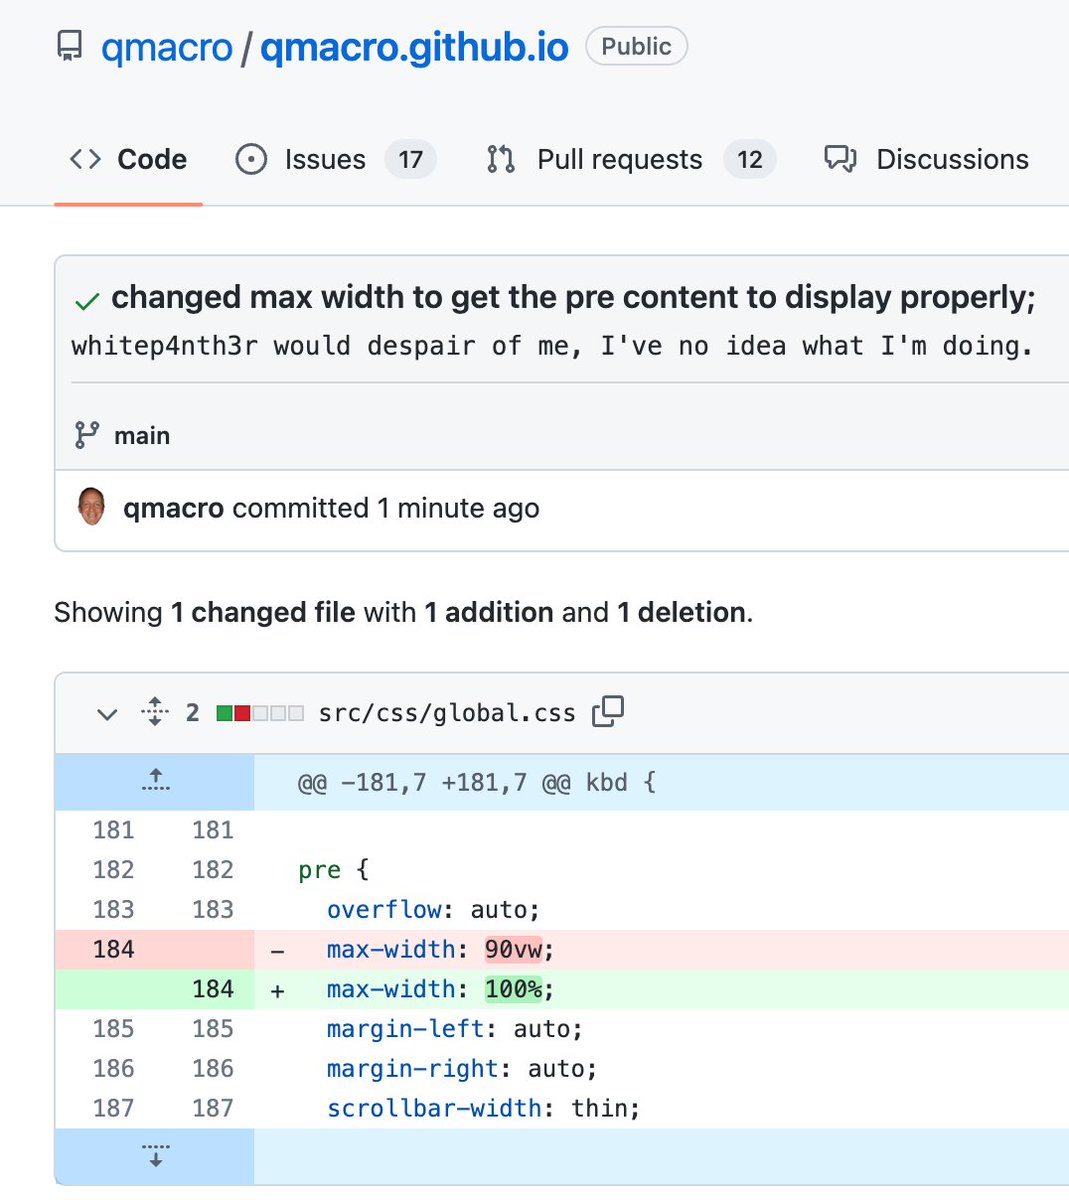 qmacro / qmacro.github.io Public
Code Issues 17 Pull requests 12 Discussions
changed max width to get the pre content to display properly;
whitep4nth3r would despair of me, I've no idea what I'm doing.
main
qmacro committed 1 minute ago
Showing 1 changed file with 1 addition and 1 deletion.
2 src/css/global.css
@@ -181,7 +181,7 @@ kbd {
181 181
182 182 pre {
183 183 overflow: auto;
184 - max-width: 90vw;
184 + max-width: 100%;
185 185 margin-left: auto;
186 186 margin-right: auto;
187 187 scrollbar-width: thin;